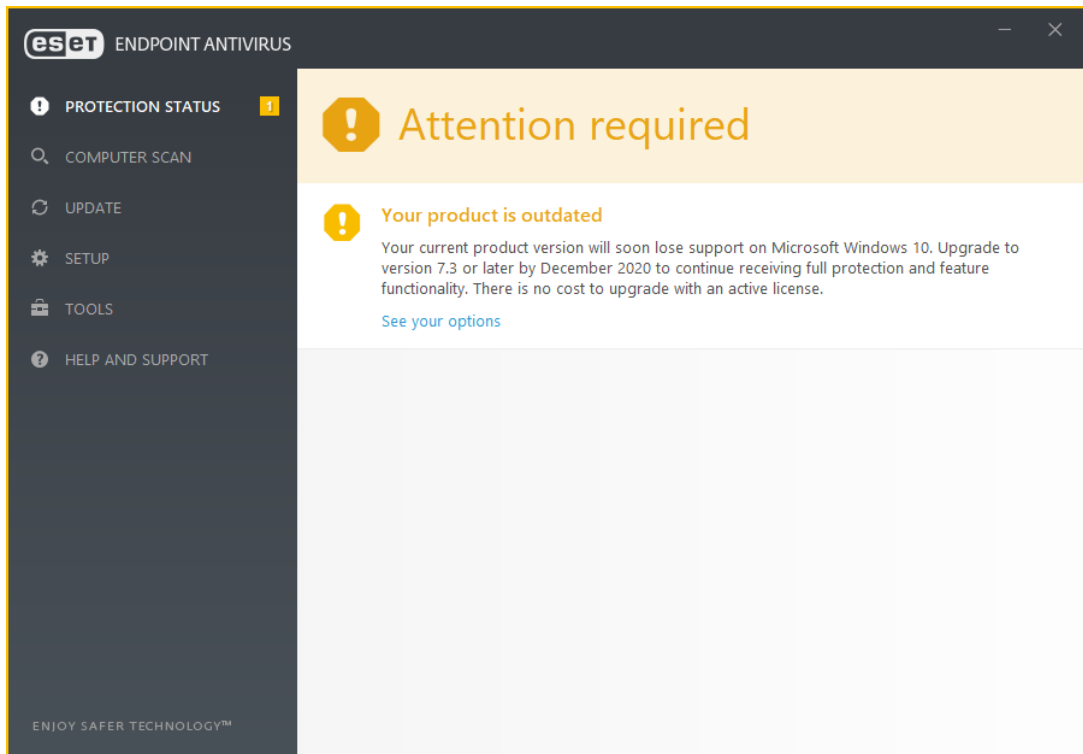 eset ENDPOINT ANTIVIRUS
PROTECTION STATUS 1
COMPUTER SCAN
UPDATE
SETUP
TOOLS
HELP AND SUPPORT
ENJOY SAFER TECHNOLOGY™
Attention required
Your product is outdated
Your current product version will soon lose support on Microsoft Windows 10. Upgrade to
version 7.3 or later by December 2020 to continue receiving full protection and feature
functionality. There is no cost to upgrade with an active license.
See your options